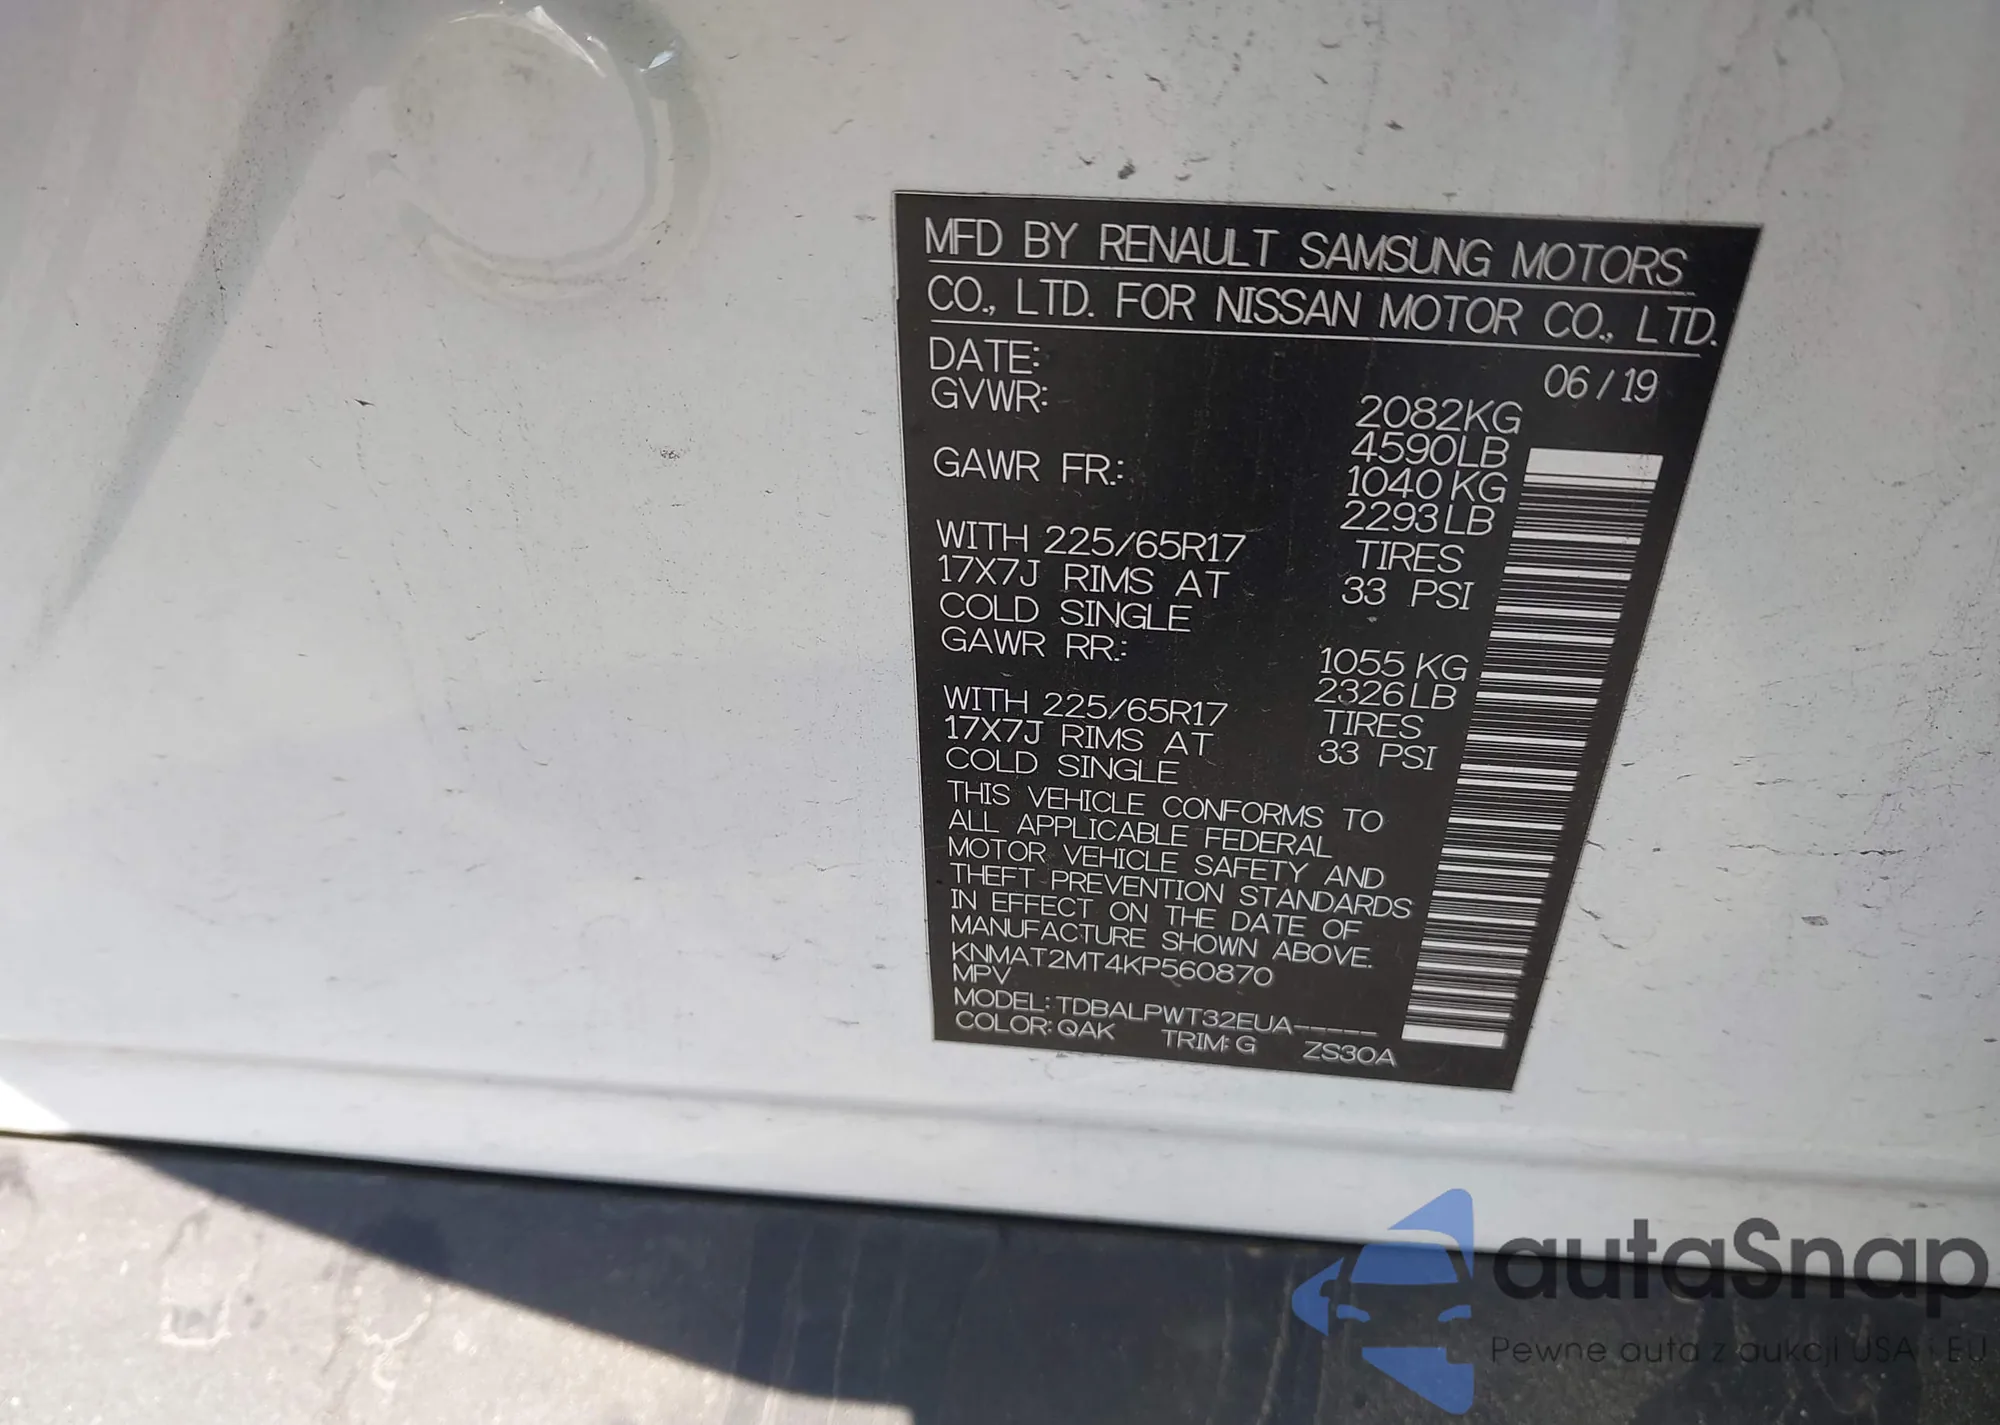 MFD BY RENAULT SAMSUNG MOTORS
CO., LTD. FOR NISSAN MOTOR CO., LTD.
DATE: 06/19
GVWR: 2082KG
4590LB
GAWR FR.: 1040KG
2293LB
WITH 225/65R17 TIRES
17X7J RIMS AT 33 PSI
COLD SINGLE
GAWR RR.: 1055KG
2326LB
WITH 225/65R17 TIRES
17X7J RIMS AT 33 PSI
COLD SINGLE
THIS VEHICLE CONFORMS TO
ALL APPLICABLE FEDERAL
MOTOR VEHICLE SAFETY AND
THEFT PREVENTION STANDARDS
IN EFFECT ON THE DATE OF
MANUFACTURE SHOWN ABOVE.
KNMAT2MT4KP560870
MPV
MODEL: TDBALPWT32EUA-----
COLOR: QAK TRIM: G ZS30A
autaSnap
Pewne auta z aukcji USA i EU